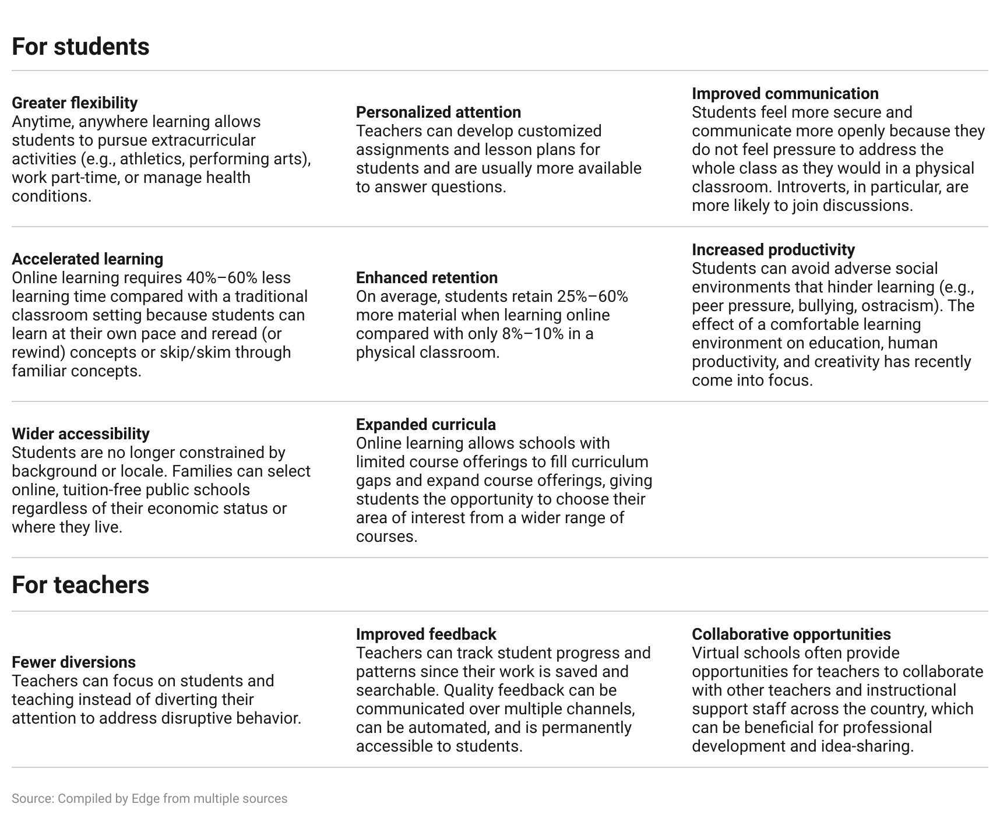 For students
Greater flexibility
Anytime, anywhere learning allows
students to pursue extracurricular
activities (e.g., athletics, performing arts),
work part-time, or manage health
conditions.
Personalized attention
Teachers can develop customized
assignments and lesson plans for
students and are usually more available
to answer questions.
Improved communication
Students feel more secure and
communicate more openly because they
do not feel pressure to address the
whole class as they would in a physical
classroom. Introverts, in particular, are
more likely to join discussions.
Accelerated learning
Online learning requires 40%–60% less
learning time compared with a traditional
classroom setting because students can
learn at their own pace and reread (or
rewind) concepts or skip/skim through
familiar concepts.
Enhanced retention
On average, students retain 25%–60%
more material when learning online
compared with only 8%–10% in a
physical classroom.
Increased productivity
Students can avoid adverse social
environments that hinder learning (e.g.,
peer pressure, bullying, ostracism). The
effect of a comfortable learning
environment on education, human
productivity, and creativity has recently
come into focus.
Wider accessibility
Students are no longer constrained by
background or locale. Families can select
online, tuition-free public schools
regardless of their economic status or
where they live.
Expanded curricula
Online learning allows schools with
limited course offerings to fill curriculum
gaps and expand course offerings, giving
students the opportunity to choose their
area of interest from a wider range of
courses.
For teachers
Fewer diversions
Teachers can focus on students and
teaching instead of diverting their
attention to address disruptive behavior.
Improved feedback
Teachers can track student progress and
patterns since their work is saved and
searchable. Quality feedback can be
communicated over multiple channels,
can be automated, and is permanently
accessible to students.
Collaborative opportunities
Virtual schools often provide
opportunities for teachers to collaborate
with other teachers and instructional
support staff across the country, which
can be beneficial for professional
development and idea-sharing.
Source: Compiled by Edge from multiple sources